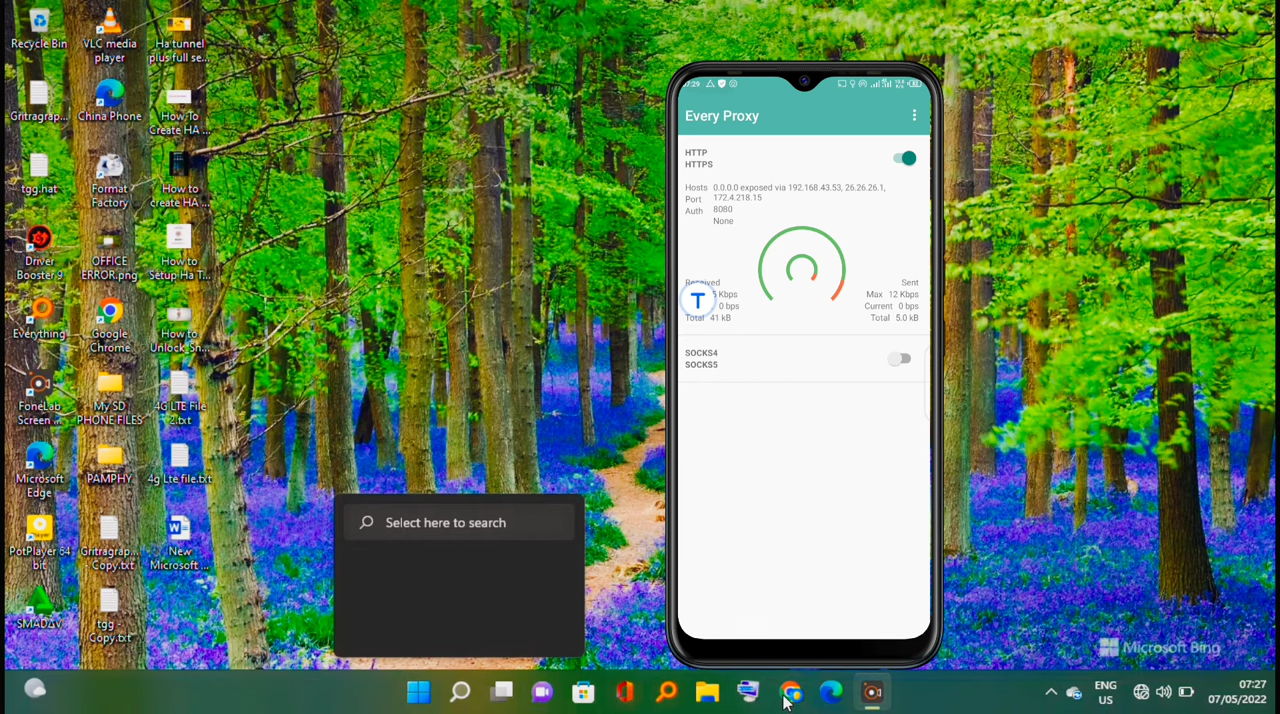 Recycle Bin
VLC media
player
Ha tunnel
plus full se...
Gritragrap...
China Phone
How To
Create HA ...
tgg.hat
Format
Factory
How to
create HA ...
Driver
Booster 9
OFFICE
ERROR.png
How to
Setup Ha T...
Everything
Google
Chrome
How to
Unlock Sn...
FoneLab
Screen ...
My SD
PHONE FILES
4G LTE File
2.txt
Microsoft
Edge
PAMPHY
4g Lte file.txt
PotPlayer 64
bit
Gritragrap...
- Copy.txt
New
Microsoft ...
SMADAV
tgg -
Copy.txt
Select here to search
07:29
Every Proxy
HTTP
HTTPS
Hosts 0.0.0.0 exposed via 192.168.43.53, 26.26.26.1,
172.4.218.15
Port 8080
Auth None
Received
Kbps
0 bps
Total 41 kB
T
Sent
Max 12 Kbps
Current 0 bps
Total 5.0 kB
SOCKS4
SOCKS5
Microsoft Bing
ENG
US
07:27
07/05/2022